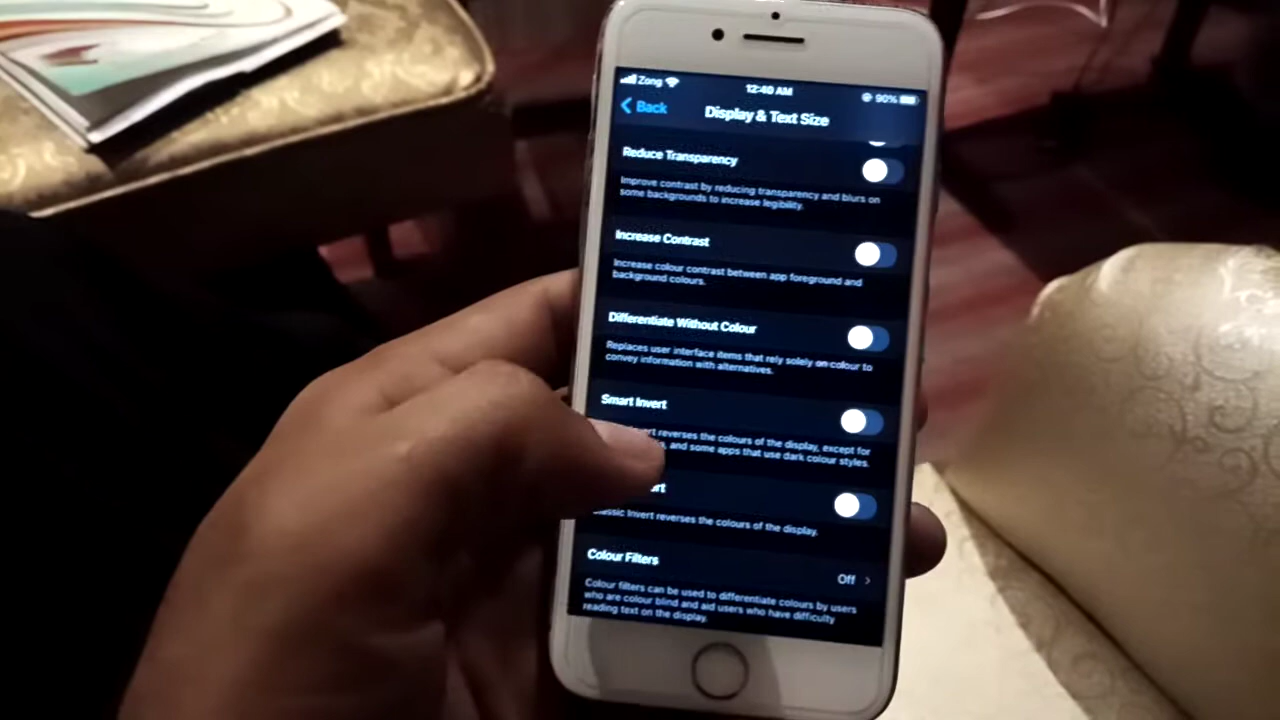 Zong
12:40 AM
90%
Back
Display & Text Size
Reduce Transparency
Improve contrast by reducing transparency and blurs on
some backgrounds to increase legibility.
Increase Contrast
Increase colour contrast between app foreground and
background colours.
Differentiate Without Colour
Replaces user interface items that rely solely on colour to
convey information with alternatives.
Smart Invert
reverses the colours of the display, except for
and some apps that use dark colour styles.
Classic Invert reverses the colours of the display.
Colour Filters
Off
Colour filters can be used to differentiate colours by users
who are colour blind and aid users who have difficulty
reading text on the display.